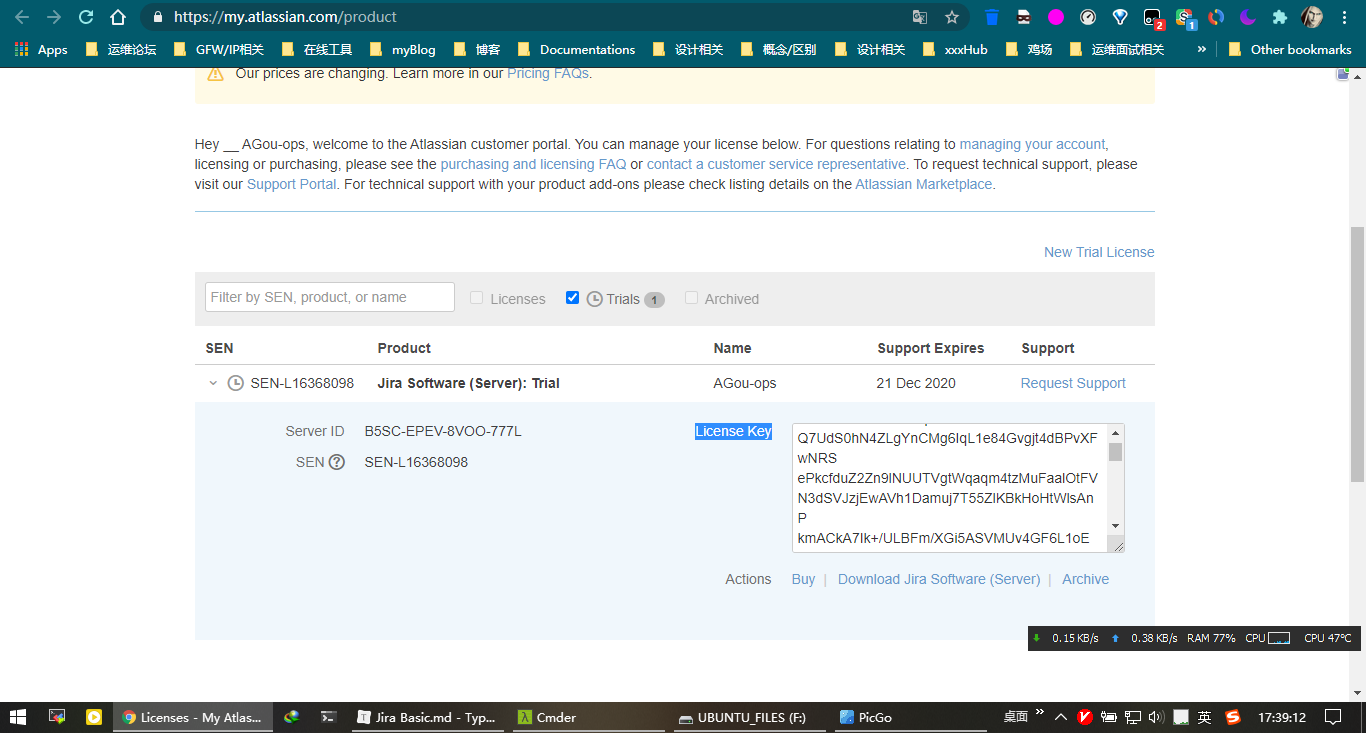 https://my.atlassian.com/product
2
1
Apps 运维论坛 GFW/IP相关 在线工具 myBlog 博客 Documentations 设计相关 概念/区别 设计相关 xxxHub 鸡场 运维面试相关 » Other bookmarks
Our prices are changing. Learn more in our Pricing FAQs.
Hey __ AGou-ops, welcome to the Atlassian customer portal. You can manage your license below. For questions relating to managing your account,
licensing or purchasing, please see the purchasing and licensing FAQ or contact a customer service representative. To request technical support, please
visit our Support Portal. For technical support with your product add-ons please check listing details on the Atlassian Marketplace.
New Trial License
Filter by SEN, product, or name Licenses Trials 1 Archived
SEN Product Name Support Expires Support
SEN-L16368098 Jira Software (Server): Trial AGou-ops 21 Dec 2020 Request Support
Server ID B5SC-EPEV-8VOO-777L License Key
SEN ? SEN-L16368098
Q7UdS0hN4ZLgYnCMg6IqL1e84Gvgjt4dBPvXF
wNRS
ePkcfduZ2Zn9lNUUTVgtWqaqm4tzMuFaalOtFV
N3dSVJzjEwAVh1Damuj7T55ZlKBkHoHtWlsAn
P
kmACkA7Ik+/ULBFm/XGi5ASVMUv4GF6L1oE
Actions Buy | Download Jira Software (Server) | Archive
0.15 KB/s 0.38 KB/s RAM 77% CPU CPU 47℃
Licenses - My Atlas... Jira Basic.md - Typ... Cmder UBUNTU_FILES (F:) PicGo 桌面 » 英 17:39:12